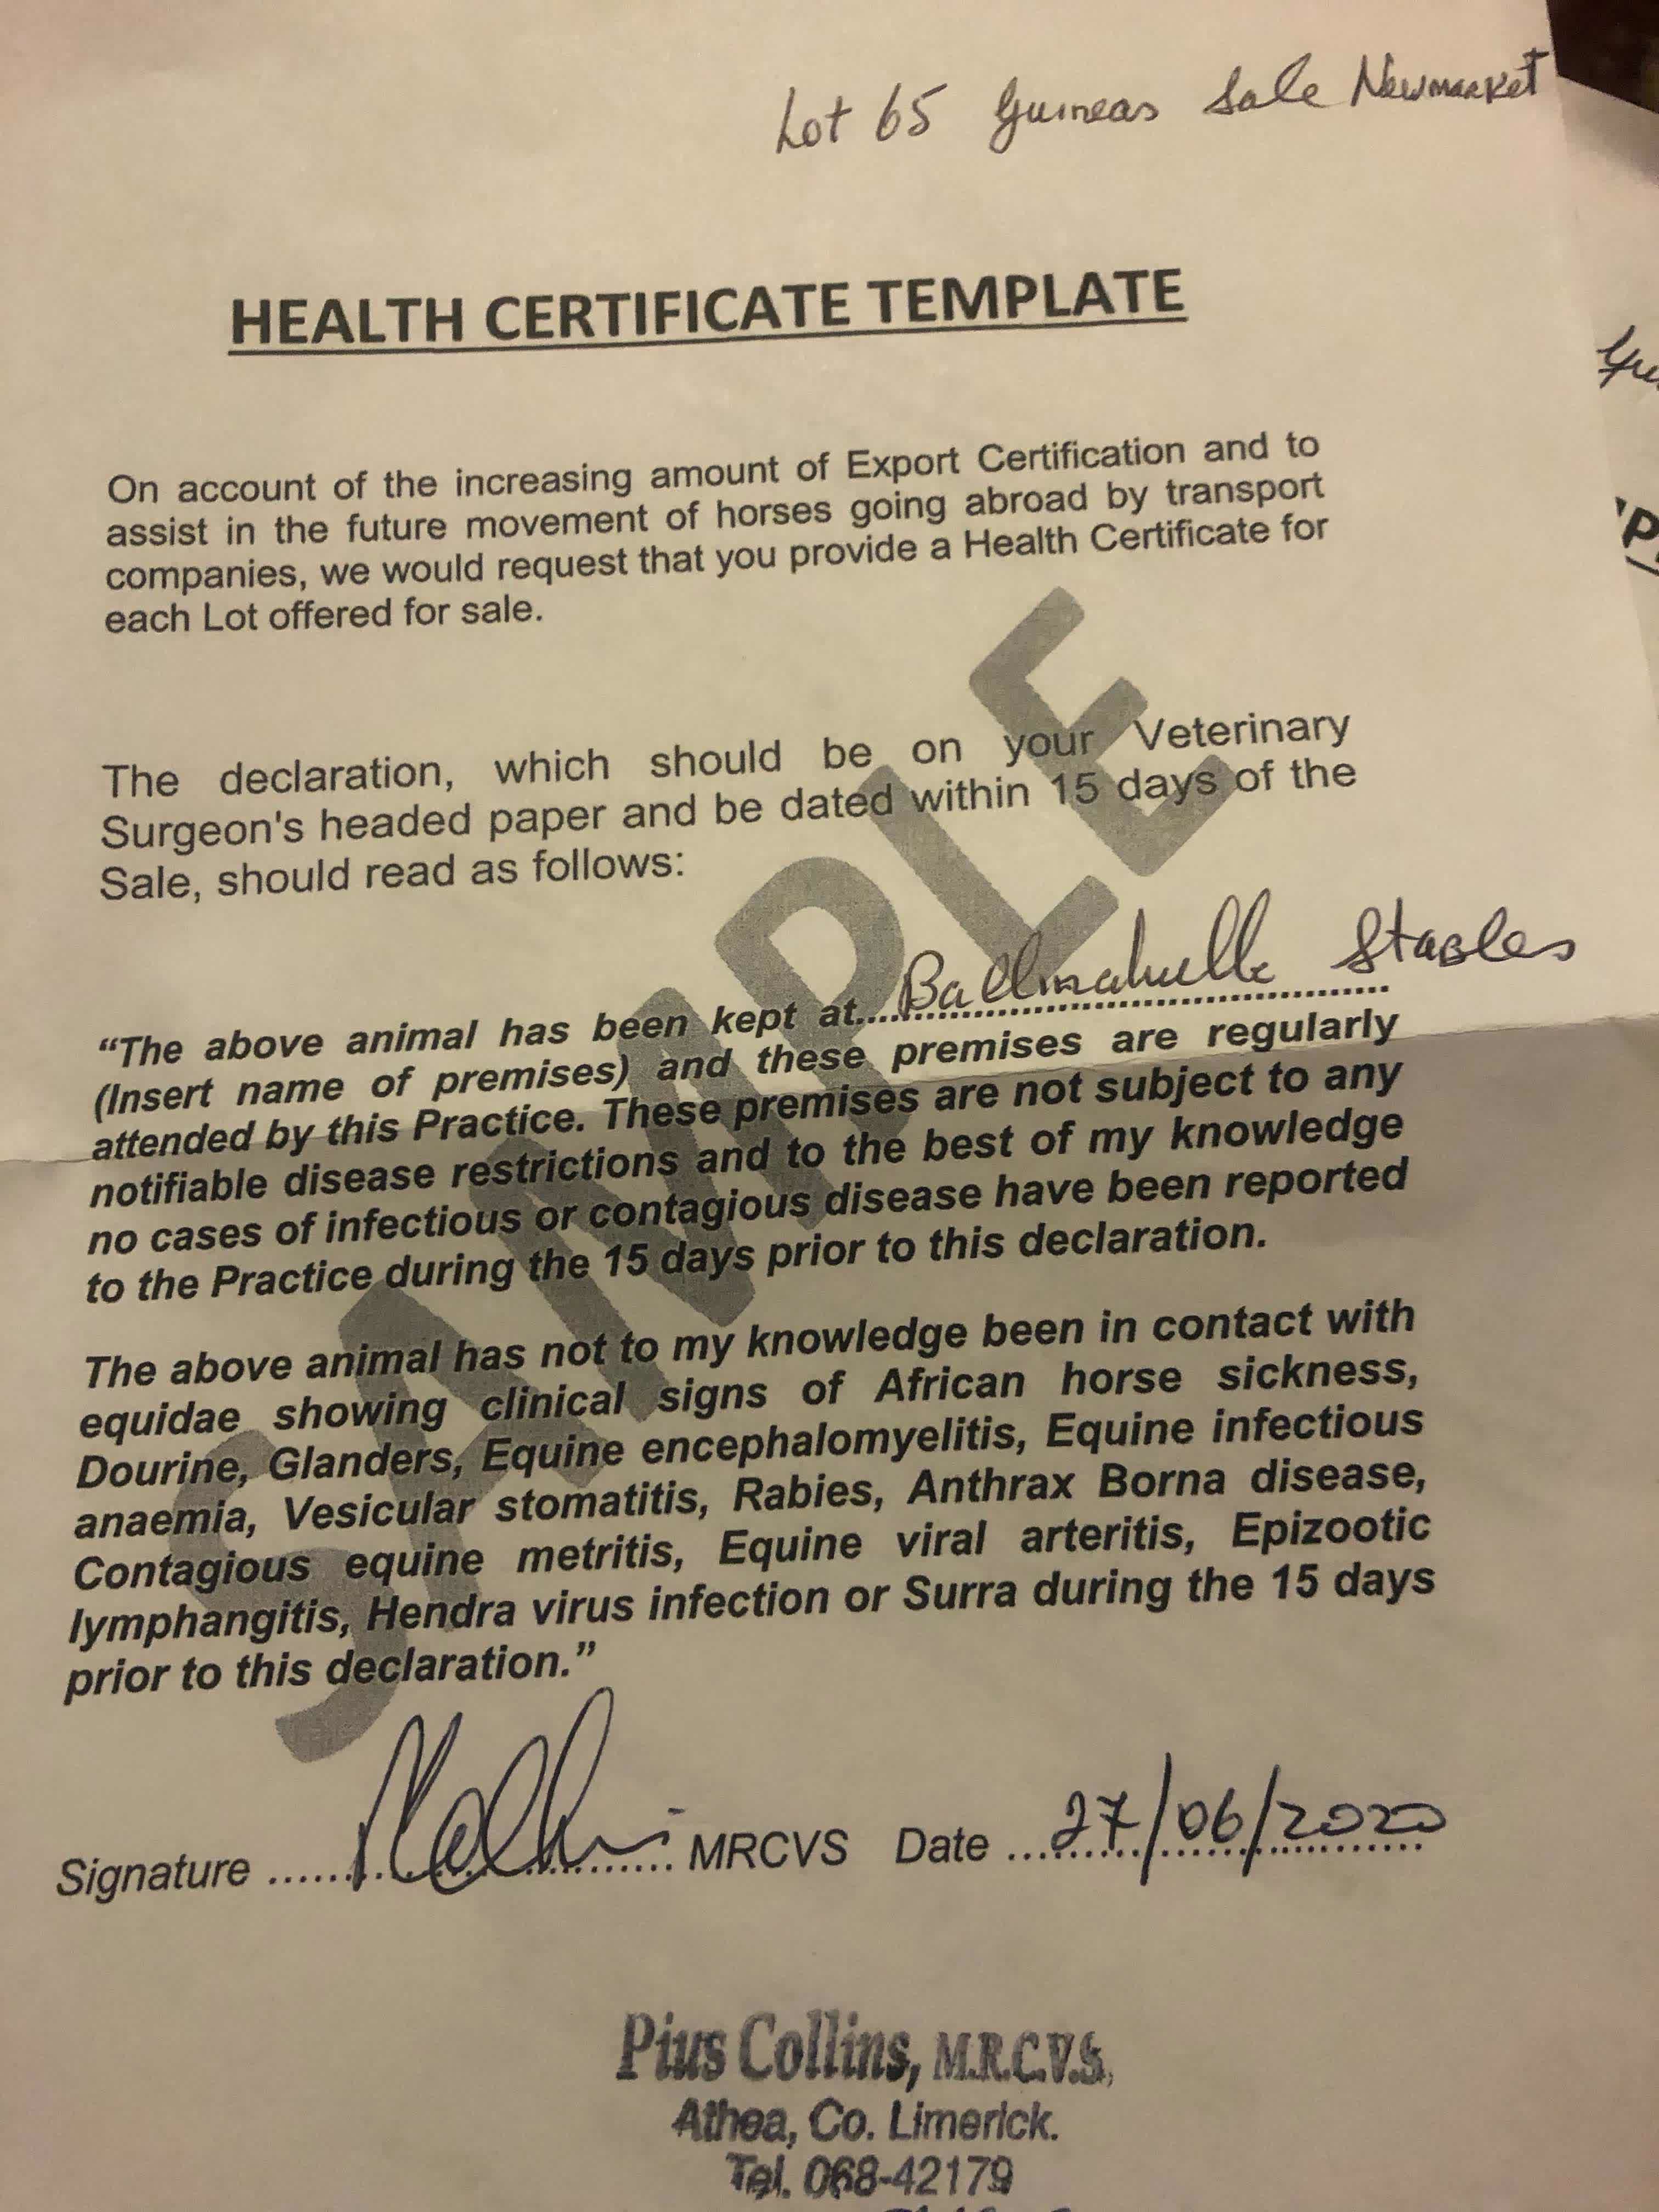 Lot 65 Guineas Sale Newmarket
HEALTH CERTIFICATE TEMPLATE
On account of the increasing amount of Export Certification and to
assist in the future movement of horses going abroad by transport
companies, we would request that you provide a Health Certificate for
each Lot offered for sale.
The declaration, which should be on your Veterinary
Surgeon's headed paper and be dated within 15 days of the
Sale, should read as follows:
“The above animal has been kept at.... Stables
(Insert name of premises) and these premises are regularly
attended by this Practice. These premises are not subject to any
notifiable disease restrictions and to the best of my knowledge
no cases of infectious or contagious disease have been reported
to the Practice during the 15 days prior to this declaration.
The above animal has not to my knowledge been in contact with
equidae showing clinical signs of African horse sickness,
Dourine, Glanders, Equine encephalomyelitis, Equine infectious
anaemia, Vesicular stomatitis, Rabies, Anthrax Borna disease,
Contagious equine metritis, Equine viral arteritis, Epizootic
lymphangitis, Hendra virus infection or Surra during the 15 days
prior to this declaration.”
SAMPLE
Signature ............ MRCVS Date ... 27/06/2020
Pius Collins, M.R.C.V.S.
Athea, Co. Limerick.
Tel. 068-42179